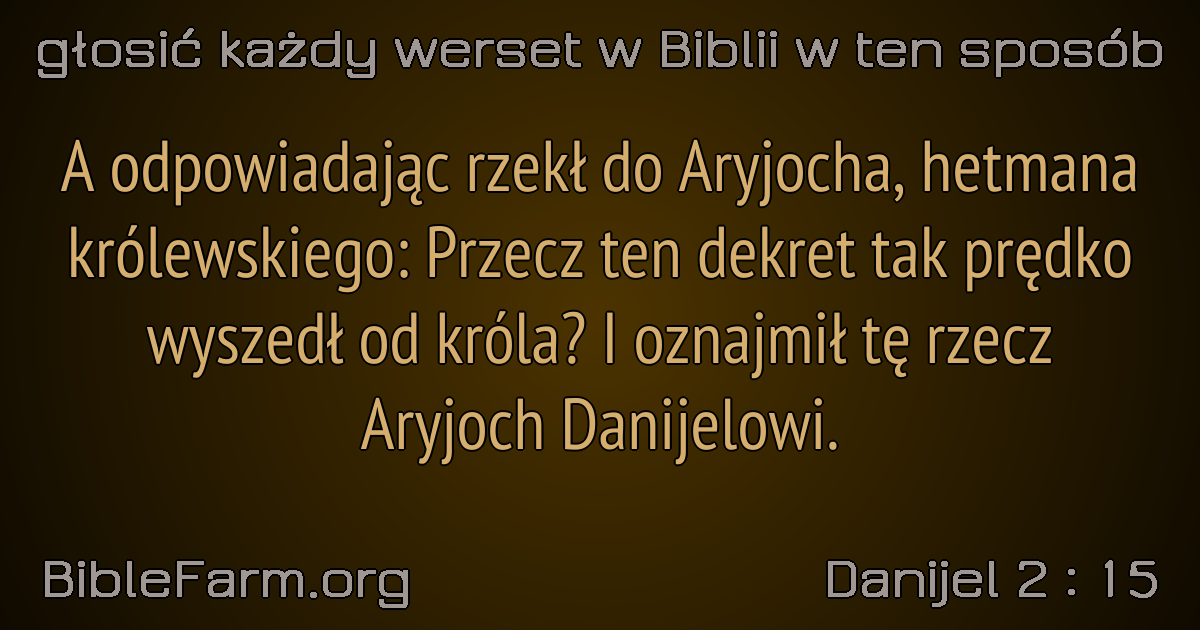 głosić każdy werset w Biblii w ten sposób
A odpowiadając rzekł do Aryjocha, hetmana
królewskiego: Przecz ten dekret tak prędko
wyszedł od króla? I oznajmił tę rzecz
Aryjoch Danijelowi.
BibleFarm.org
Danijel 2 : 15